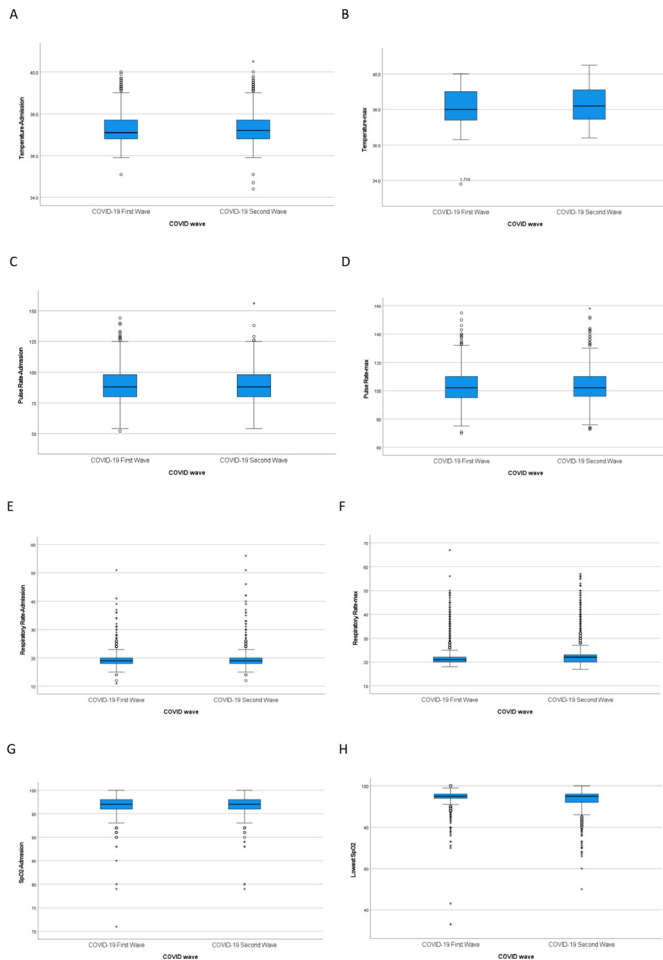 A
40.0
38.0
36.0
34.0
Temperature-Admission
COVID-19 First Wave COVID-19 Second Wave
COVID wave
B
40.0
38.0
36.0
34.0
Temperature-max
1,716
COVID-19 First Wave COVID-19 Second Wave
COVID wave
C
150
125
100
75
50
Pulse Rate-Admission
COVID-19 First Wave COVID-19 Second Wave
COVID wave
D
160
140
120
100
80
60
Pulse Rate-max
COVID-19 First Wave COVID-19 Second Wave
COVID wave
E
60
50
40
30
20
10
Respiratory Rate-Admission
COVID-19 First Wave COVID-19 Second Wave
COVID wave
F
70
60
50
40
30
20
10
Respiratory Rate-max
COVID-19 First Wave COVID-19 Second Wave
COVID wave
G
100
95
90
85
80
75
70
SpO2-Admission
COVID-19 First Wave COVID-19 Second Wave
COVID wave
H
100
80
60
40
Lowest SpO2
COVID-19 First Wave COVID-19 Second Wave
COVID wave